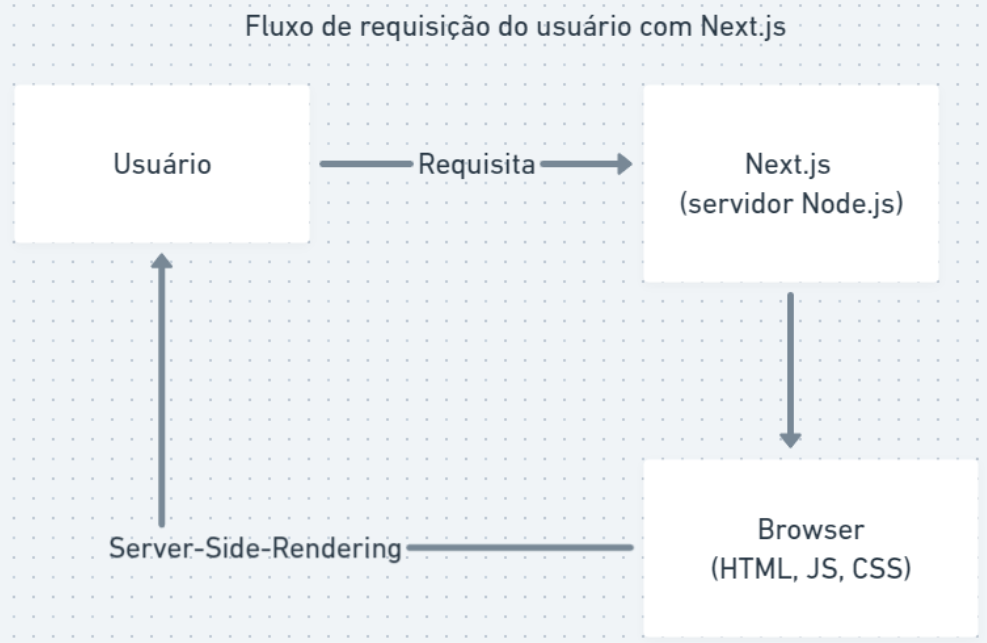 Fluxo de requisição do usuário com Next.js
Usuário
Requisita
Next.js
(servidor Node.js)
Server-Side-Rendering
Browser
(HTML, JS, CSS)